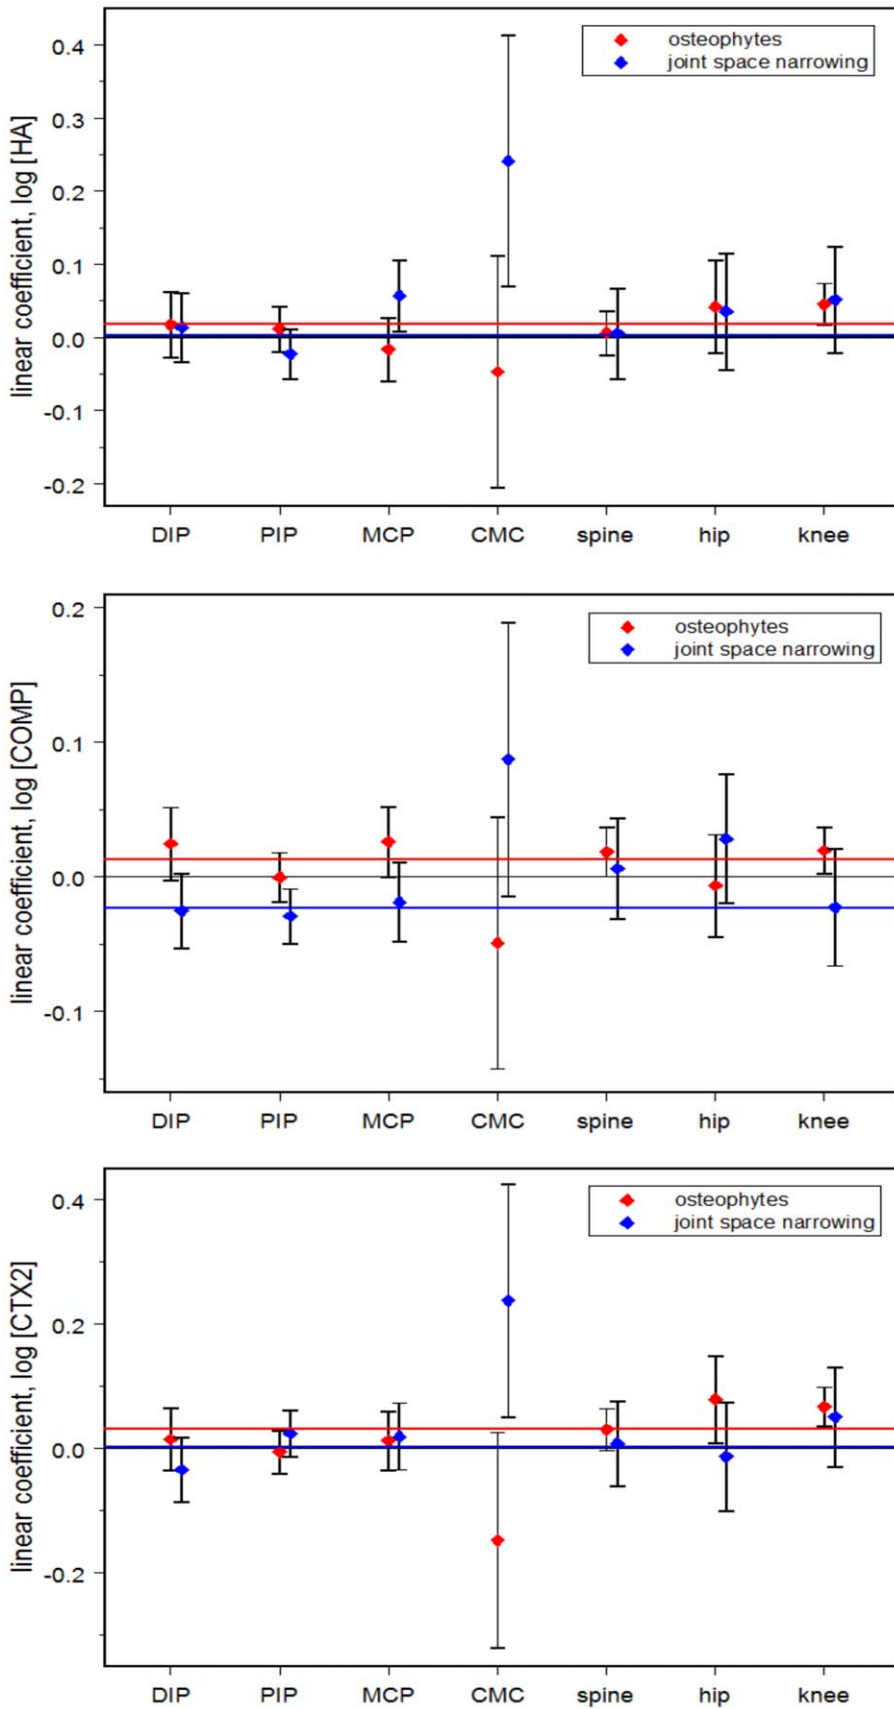 linear coefficient, log [HA]
0.4
0.3
0.2
0.1
0.0
-0.1
-0.2
osteophytes
joint space narrowing
DIP PIP MCP CMC spine hip knee
linear coefficient, log [COMP]
0.2
0.1
0.0
-0.1
osteophytes
joint space narrowing
DIP PIP MCP CMC spine hip knee
linear coefficient, log [CTX2]
0.4
0.2
0.0
-0.2
osteophytes
joint space narrowing
DIP PIP MCP CMC spine hip knee